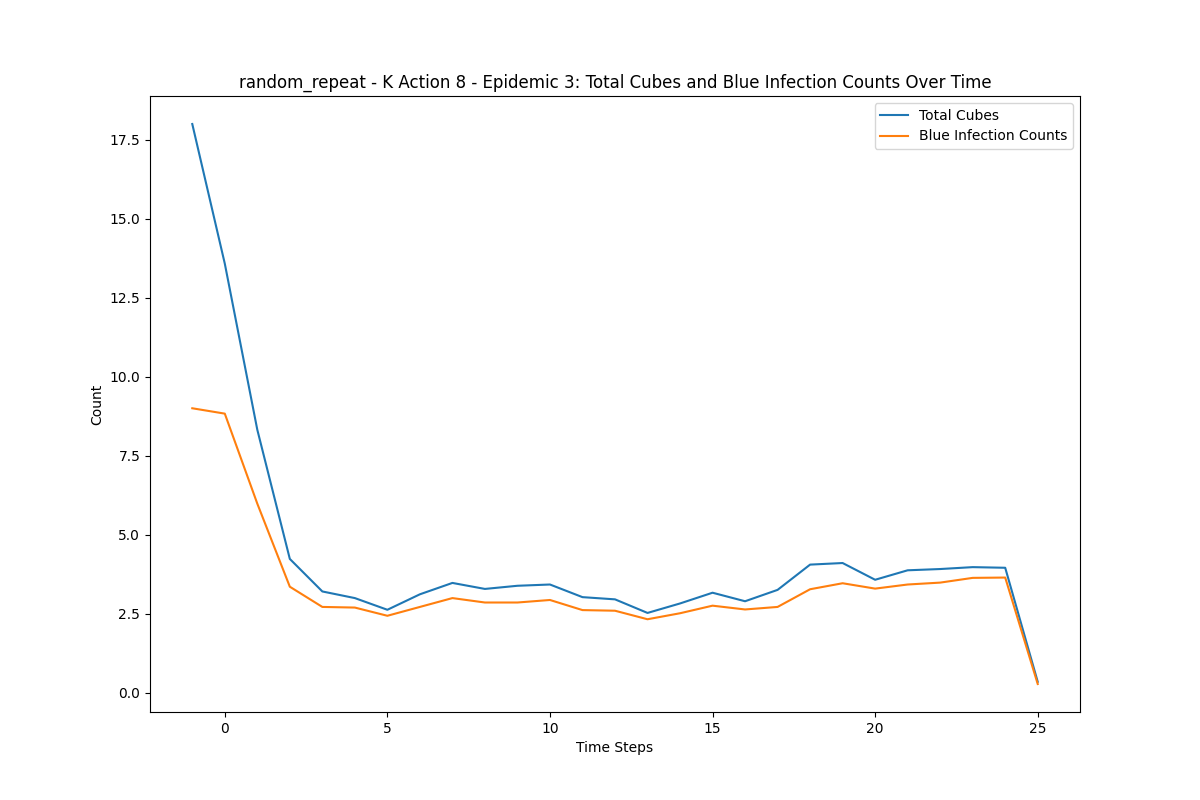 random_repeat - K Action 8 - Epidemic 3: Total Cubes and Blue Infection Counts Over Time
Total Cubes
Blue Infection Counts
17.5
15.0
12.5
10.0
7.5
5.0
2.5
0.0
Count
0 5 10 15 20 25
Time Steps